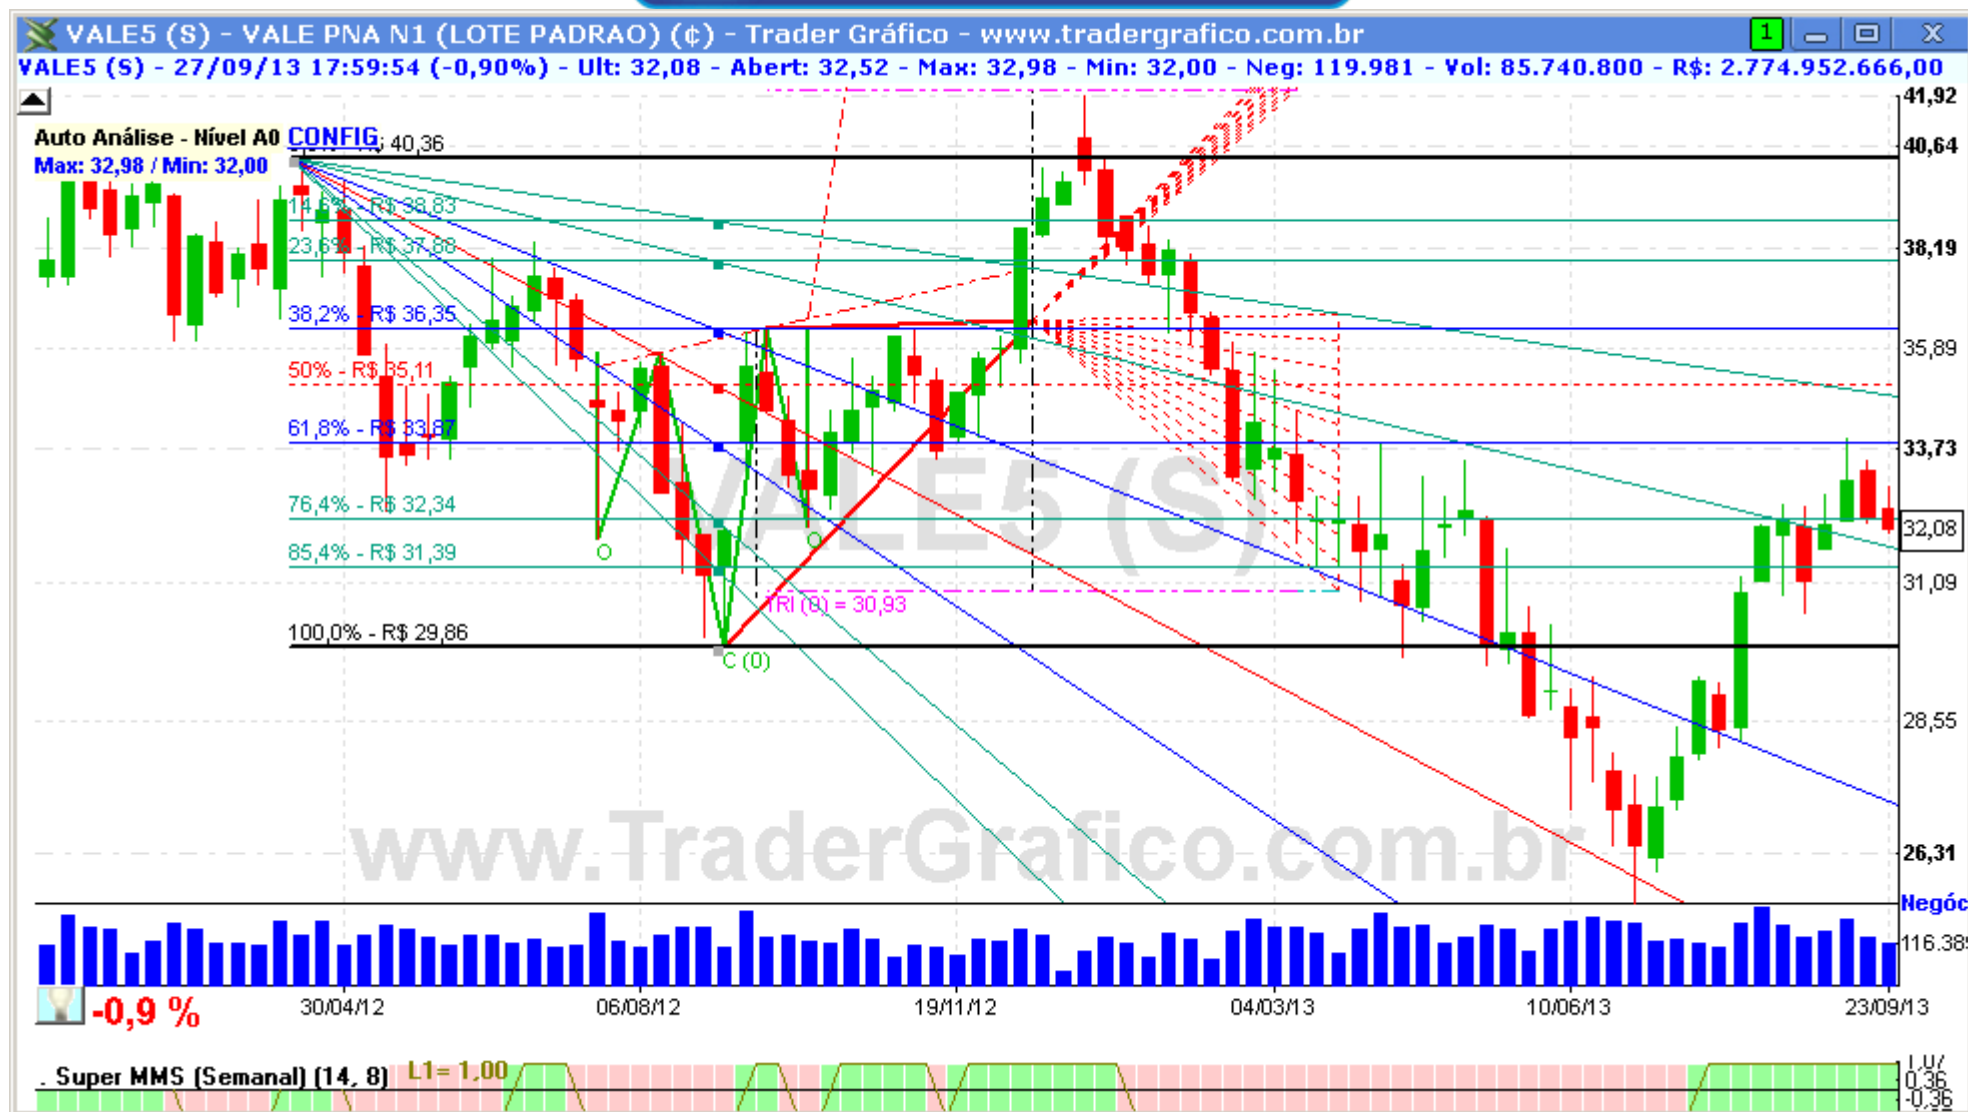 VALE5 (S) - VALE PNA N1 (LOTE PADRAO) (¢) - Trader Gráfico - www.tradergrafico.com.br
1
VALE5 (S) - 27/09/13 17:59:54 (-0,90%) - Ult: 32,08 - Abert: 32,52 - Max: 32,98 - Min: 32,00 - Neg: 119.981 - Vol: 85.740.800 - R$: 2.774.952.666,00
41,92
Auto Análise - Nível A0 CONFIG
40,36
40,64
Max: 32,98 / Min: 32,00
14,6% - R$ 38,83
23,6% - R$ 37,88
38,19
38,2% - R$ 36,35
35,89
50% - R$ 35,11
61,8% - R$ 33,87
33,73
VALE5 (S)
76,4% - R$ 32,34
32,08
O
O
85,4% - R$ 31,39
31,09
TRI (0) = 30,93
100,0% - R$ 29,86
C (0)
28,55
www.TraderGrafico.com.br
26,31
Negóc
116.389
-0,9 %
30/04/12
06/08/12
19/11/12
04/03/13
10/06/13
23/09/13
. Super MMS (Semanal) (14, 8)
L1= 1,00
1,07
0,36
-0,36